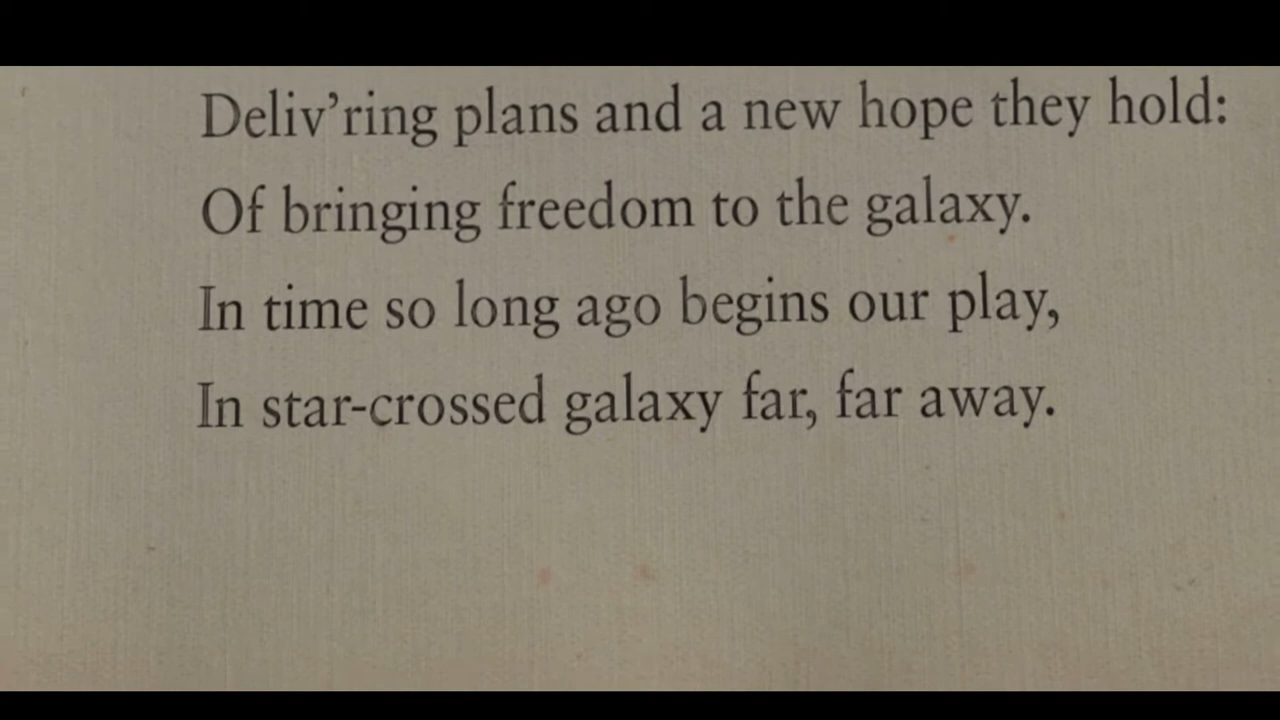 Deliv’ring plans and a new hope they hold:
Of bringing freedom to the galaxy.
In time so long ago begins our play,
In star-crossed galaxy far, far away.